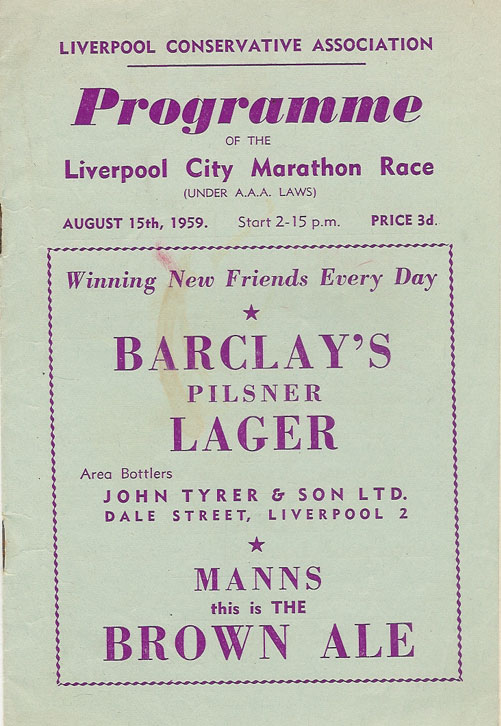 LIVERPOOL CONSERVATIVE ASSOCIATION
Programme
OF THE
Liverpool City Marathon Race
(UNDER A.A.A. LAWS)
AUGUST 15th, 1959. Start 2-15 p.m. PRICE 3d.
Winning New Friends Every Day
BARCLAY'S
PILSNER
LAGER
Area Bottlers
JOHN TYRER & SON LTD.
DALE STREET, LIVERPOOL 2
MANNS
this is THE
BROWN ALE